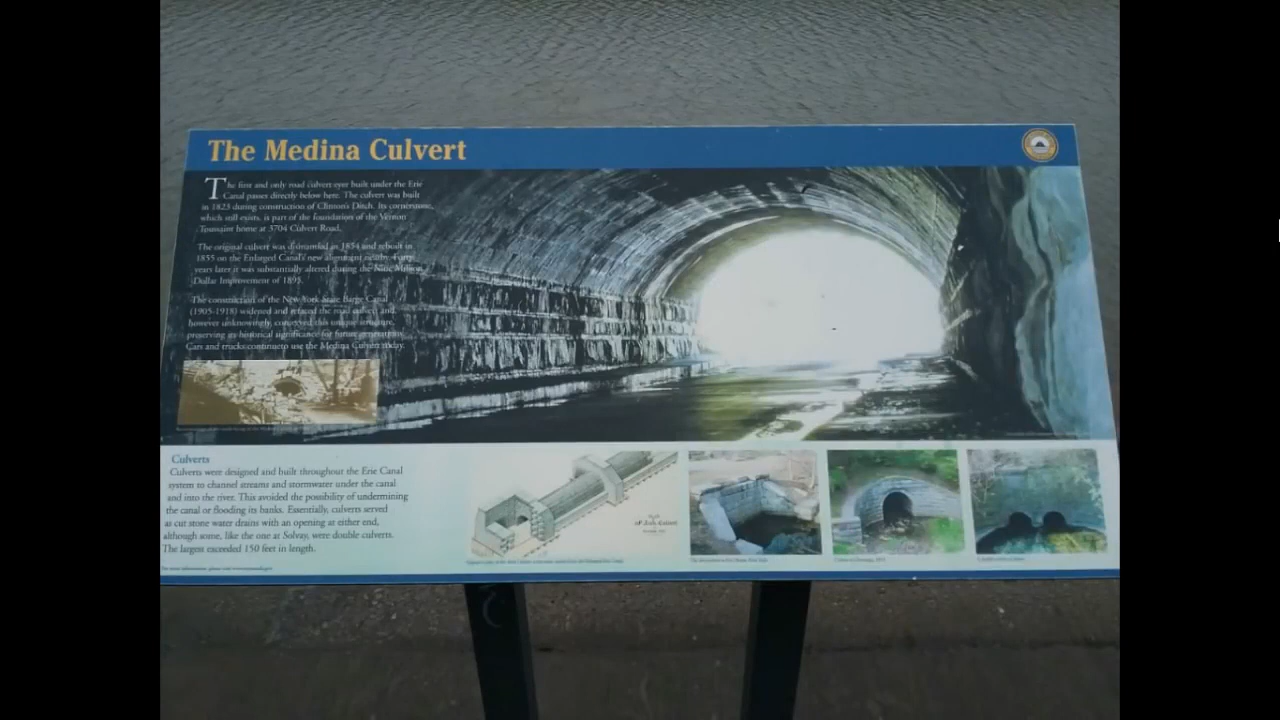 The Medina Culvert
The first and only road culvert ever built under the Erie
Canal passes directly below here. The culvert was built
in 1823 during construction of Clinton's Ditch. Its cornerstone,
which still exists, is part of the foundation of the Vernon
Toussaint home at 3704 Culvert Road.
The original culvert was dismantled in 1854 and rebuilt in
1855 on the Enlarged Canal's new alignment nearby. Forty
years later it was substantially altered during the Nine Million
Dollar Improvement of 1895.
The construction of the New York State Barge Canal
(1905-1918) widened and refaced the road culvert and,
however unknowingly, conserved this unique structure,
preserving its historical significance for future generations.
Cars and trucks continue to use the Medina Culvert today.
Culverts
Culverts were designed and built throughout the Erie Canal
system to channel streams and stormwater under the canal
and into the river. This avoided the possibility of undermining
the canal or flooding its banks. Essentially, culverts served
as cut stone water drains with an opening at either end,
although some, like the one at Solvay, were double culverts.
The largest exceeded 150 feet in length.